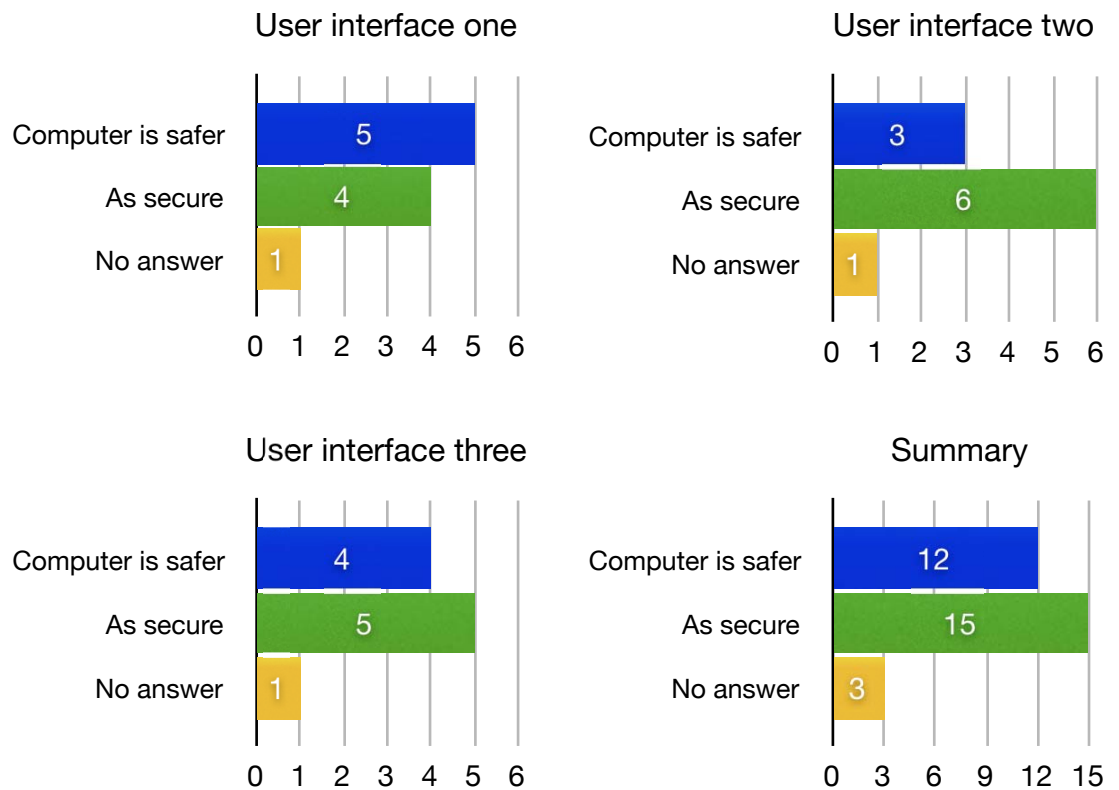 User interface one
Computer is safer 5
As secure 4
No answer 1
0 1 2 3 4 5 6
User interface two
Computer is safer 3
As secure 6
No answer 1
0 1 2 3 4 5 6
User interface three
Computer is safer 4
As secure 5
No answer 1
0 1 2 3 4 5 6
Summary
Computer is safer 12
As secure 15
No answer 3
0 3 6 9 12 15